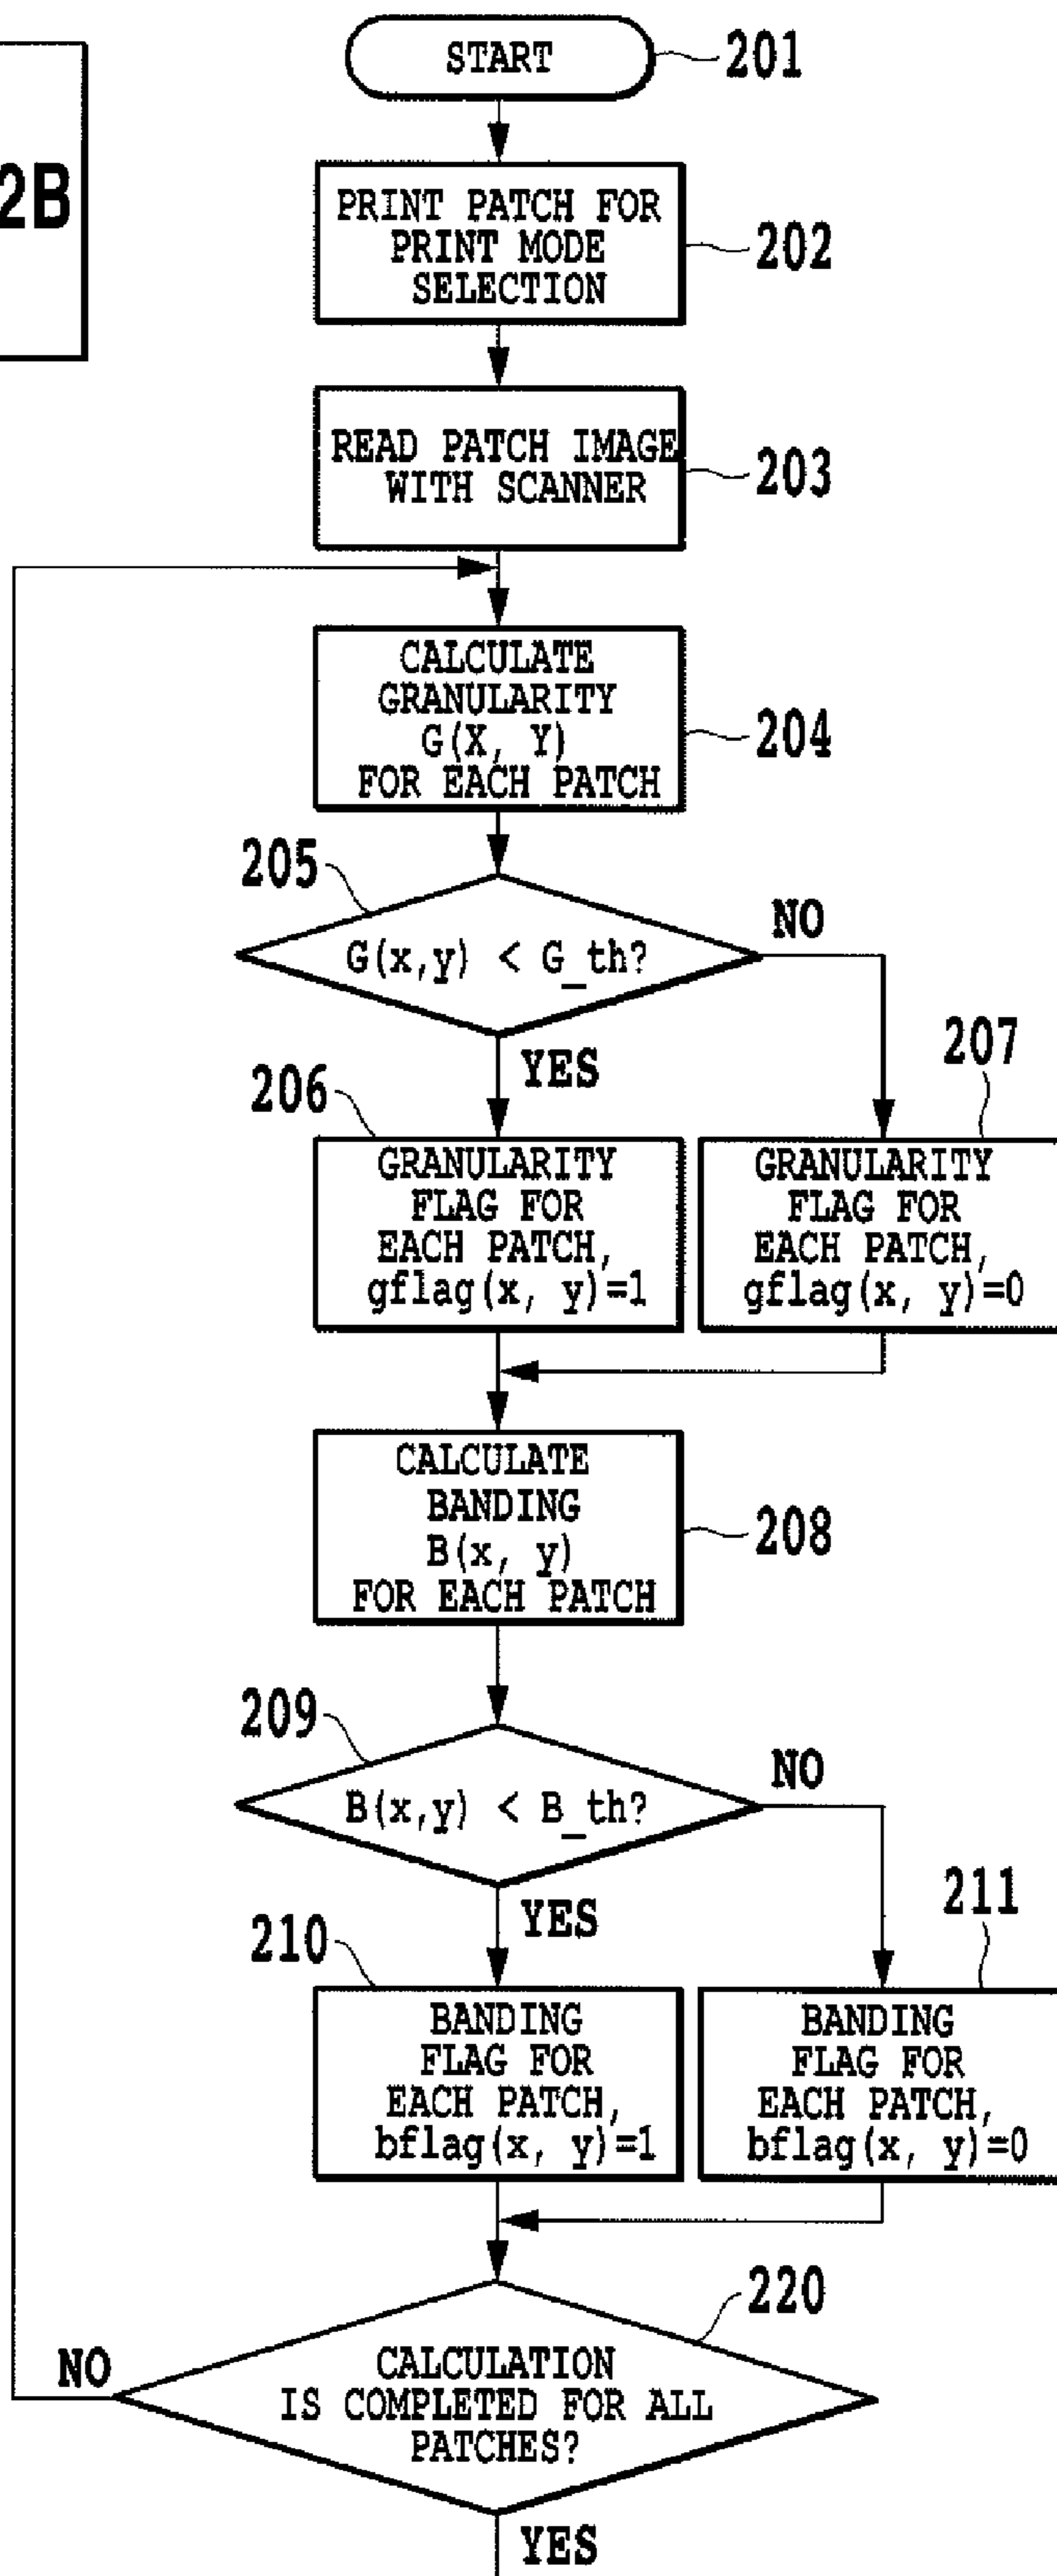 2B
START
201
PRINT PATCH FOR
PRINT MODE
SELECTION
202
READ PATCH IMAGE
WITH SCANNER
203
CALCULATE
GRANULARITY
G(X, Y)
FOR EACH PATCH
204
205
G(x,y) < G_th?
NO
YES
206
GRANULARITY
FLAG FOR
EACH PATCH,
gflag(x, y)=1
207
GRANULARITY
FLAG FOR
EACH PATCH,
gflag(x, y)=0
CALCULATE
BANDING
B(x, y)
FOR EACH PATCH
208
209
B(x,y) < B_th?
NO
YES
210
BANDING
FLAG FOR
EACH PATCH,
bflag(x, y)=1
211
BANDING
FLAG FOR
EACH PATCH,
bflag(x, y)=0
220
NO
CALCULATION
IS COMPLETED FOR ALL
PATCHES?
YES